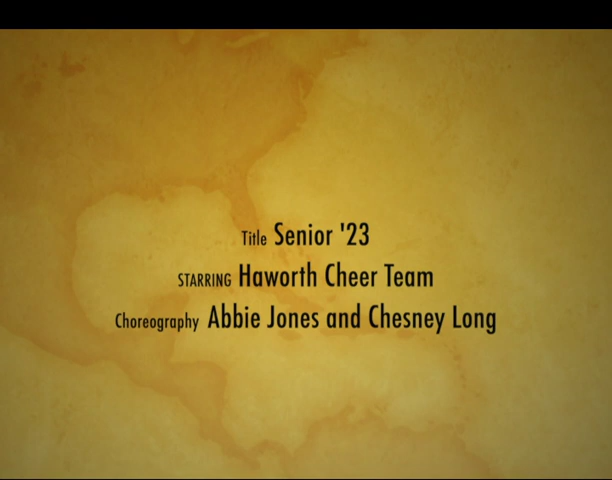 Title Senior '23
STARRING Haworth Cheer Team
Choreography Abbie Jones and Chesney Long